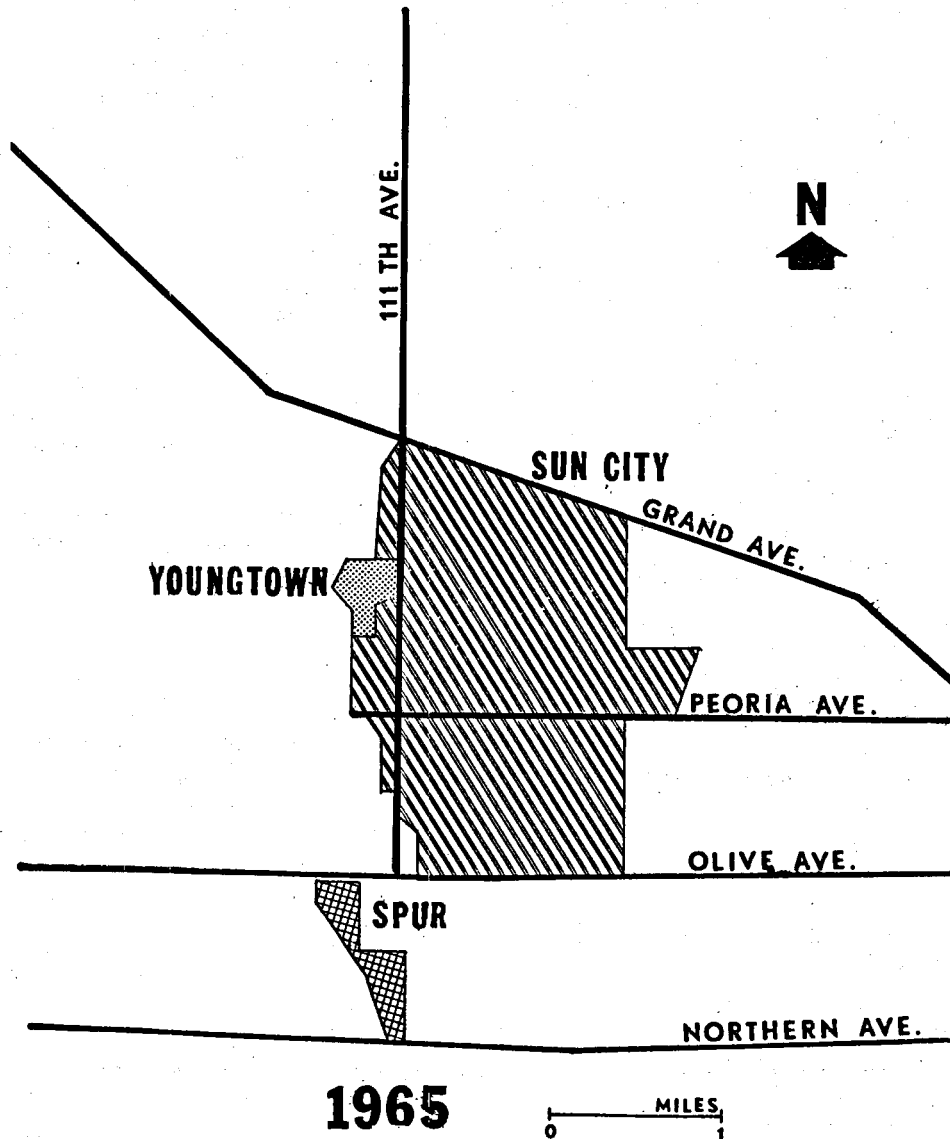 N
111 TH AVE.
SUN CITY
GRAND AVE.
YOUNGTOWN
PEORIA AVE.
OLIVE AVE.
SPUR
NORTHERN AVE.
1965
MILES
0 1